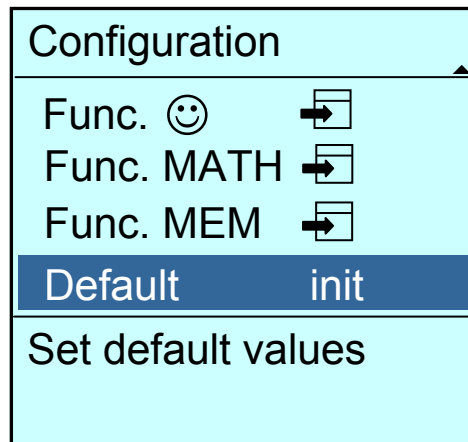 Configuration
Func. ☺
Func. MATH
Func. MEM
Default init
Set default values